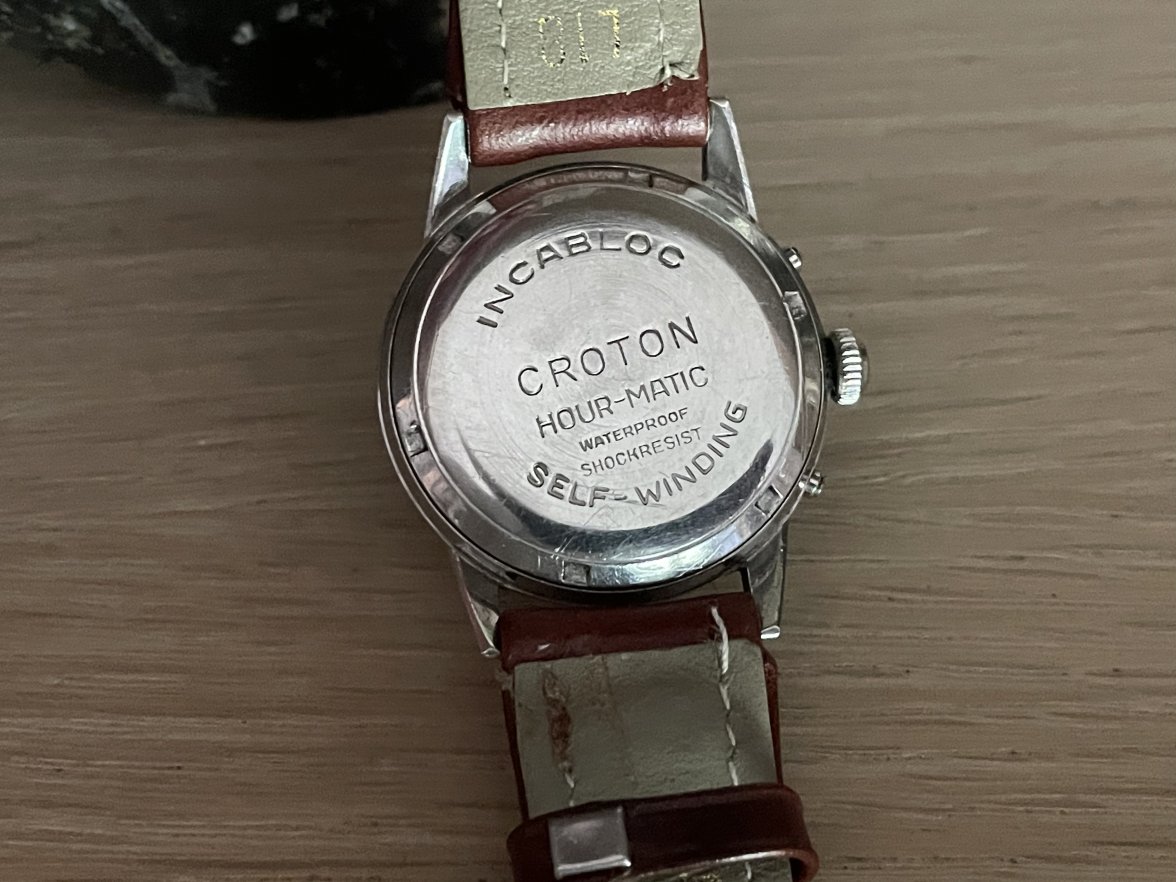 INCABLOC
CROTON
HOUR-MATIC
WATERPROOF
SHOCKRESIST
SELF-WINDING